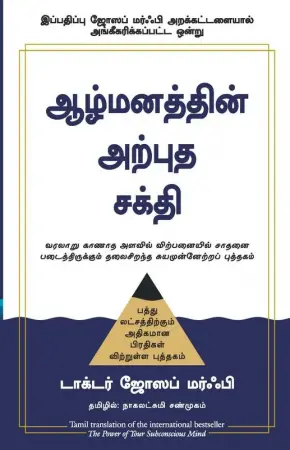 இப்பதிப்பு ஜோஸப் மர்ஃபி அறக்கட்டளையால்
அங்கீகரிக்கப்பட்ட ஒன்று
ஆழ்மனத்தின்
அற்புத
சக்தி
வரலாறு காணாத அளவில் விற்பனையில் சாதனை
படைத்திருக்கும் தலைசிறந்த சுயமுன்னேற்றப் புத்தகம்
பத்து
லட்சத்திற்கும்
அதிகமான
பிரதிகள்
விற்றுள்ள புத்தகம்
டாக்டர் ஜோஸப் மர்ஃபி
தமிழில்: நாகலட்சுமி சண்முகம்
Tamil translation of the international bestseller
The Power of Your Subconscious Mind